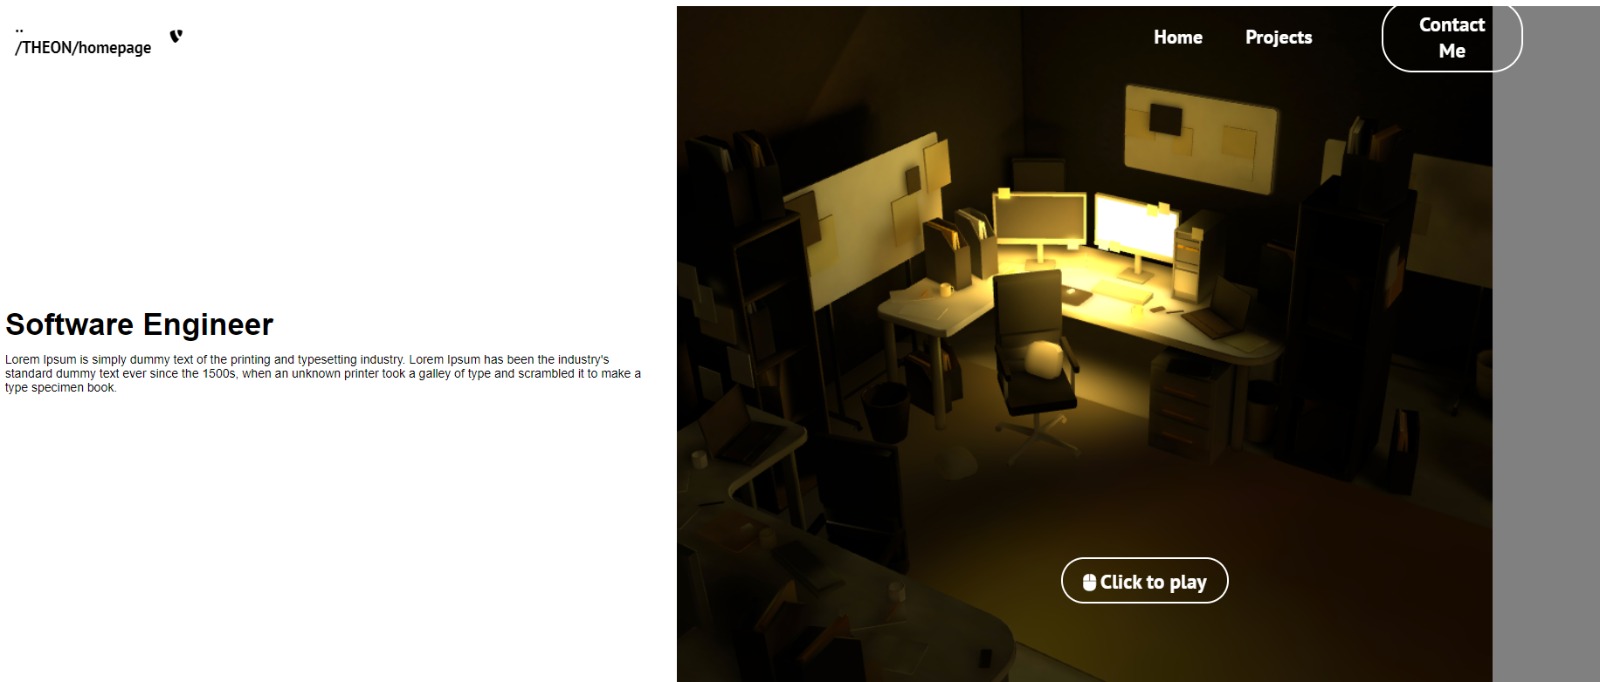 ..
/THEON/homepage
Home
Projects
Contact
Me
Software Engineer
Lorem Ipsum is simply dummy text of the printing and typesetting industry. Lorem Ipsum has been the industry's
standard dummy text ever since the 1500s, when an unknown printer took a galley of type and scrambled it to make a
type specimen book.
Click to play